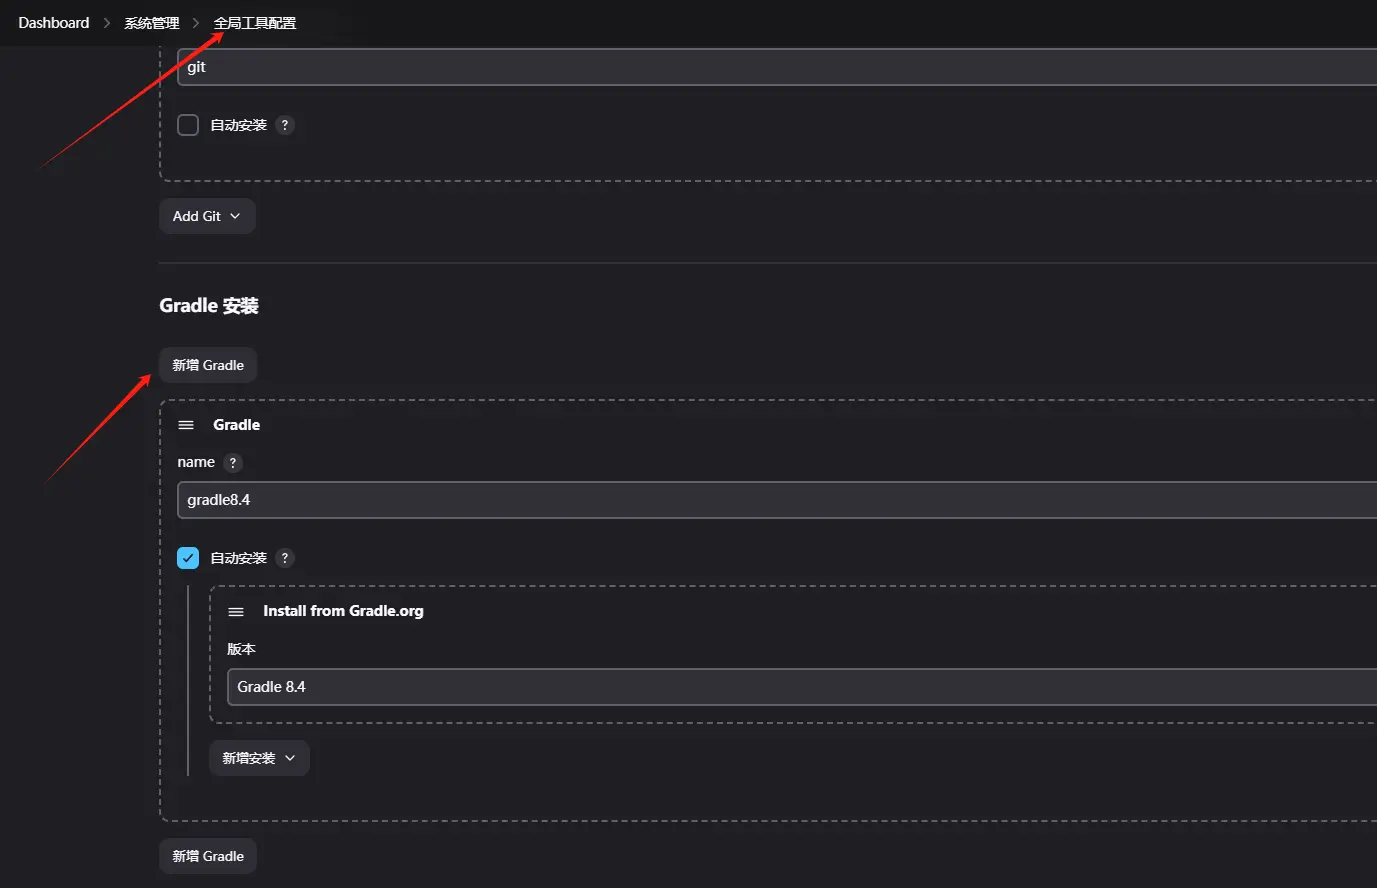 Dashboard > 系统管理 > 全局工具配置
git
自动安装 ?
Add Git
Gradle 安装
新增 Gradle
Gradle
name ?
gradle8.4
自动安装 ?
Install from Gradle.org
版本
Gradle 8.4
新增安装
新增 Gradle